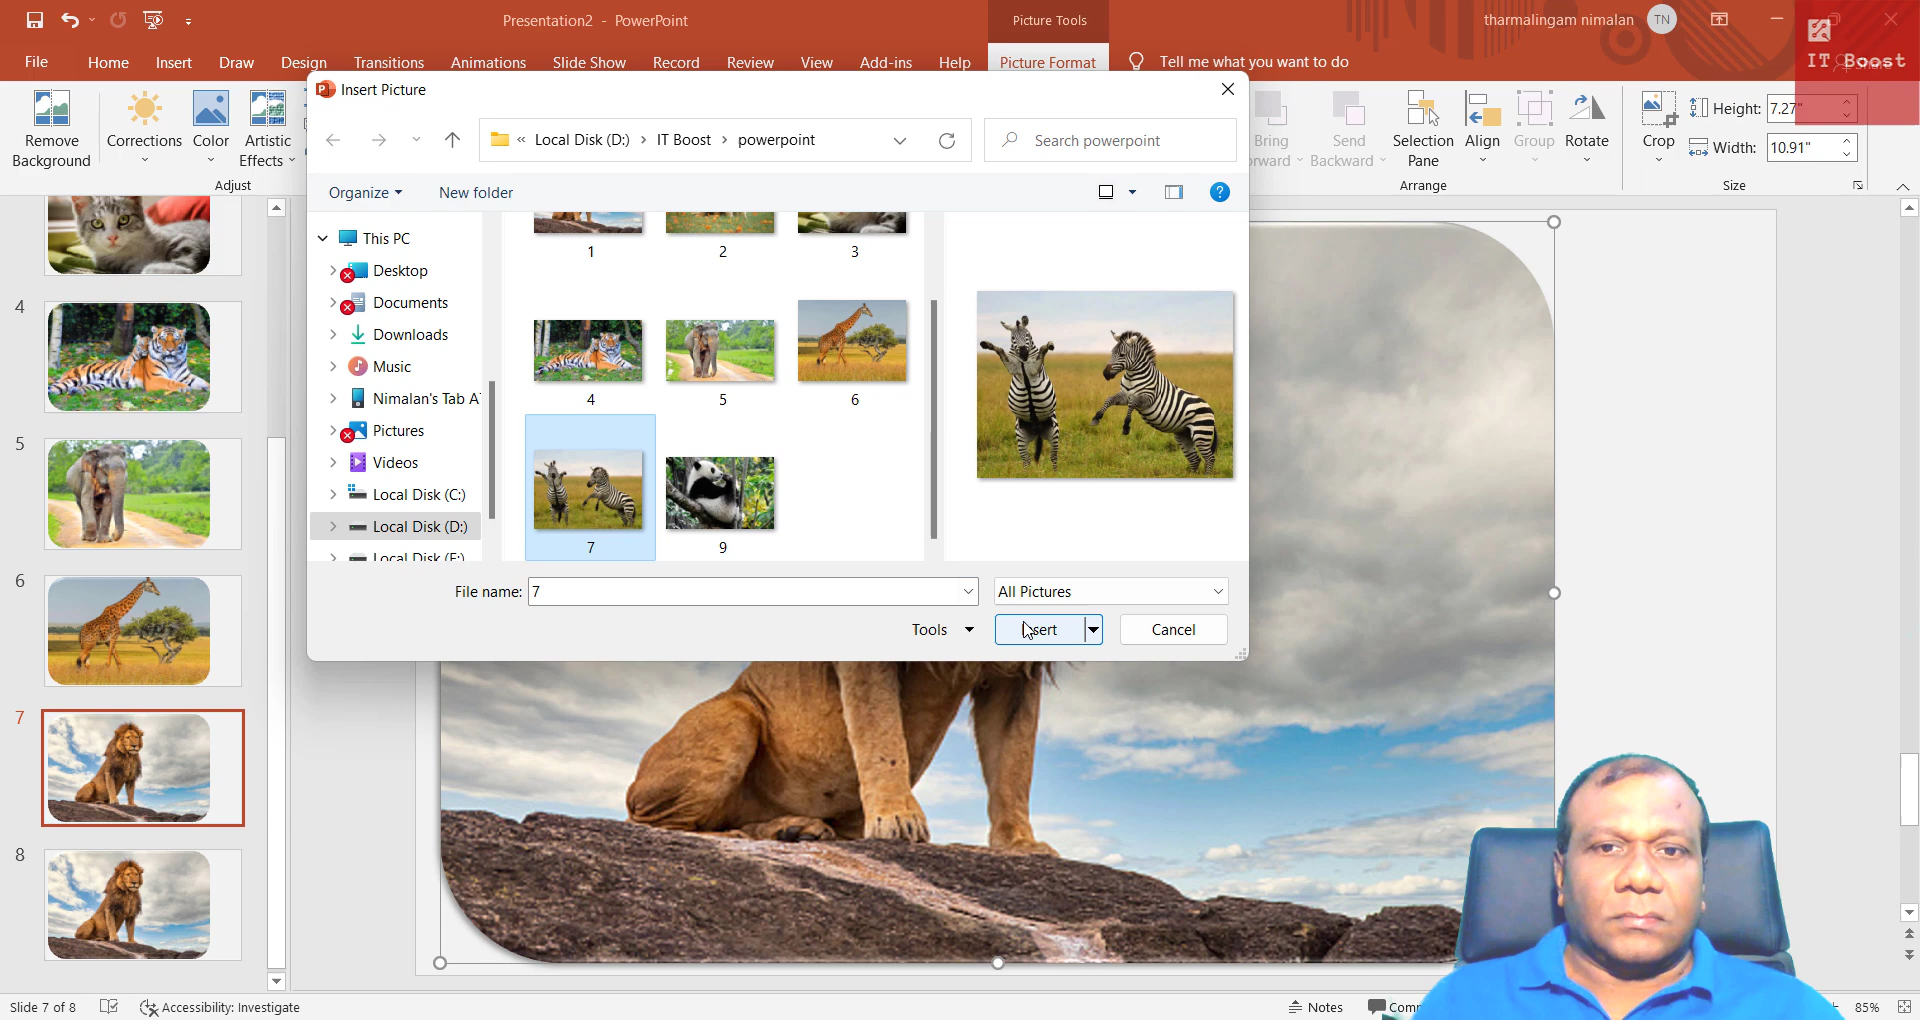 Presentation2 - PowerPoint
Picture Tools
tharmalingam nimalan
TN
IT Boost
File
Home
Insert
Draw
Design
Transitions
Animations
Slide Show
Record
Review
View
Add-ins
Help
Picture Format
Tell me what you want to do
Remove
Background
Corrections
Color
Artistic
Effects
Adjust
Bring
Send
Backward
Selection
Pane
Align
Group
Rotate
Arrange
Crop
Height: 7.27"
Width: 10.91"
Size
Insert Picture
« Local Disk (D:) > IT Boost > powerpoint
Search powerpoint
Organize
New folder
This PC
Desktop
Documents
Downloads
Music
Nimalan's Tab A
Pictures
Videos
Local Disk (C:)
Local Disk (D:)
1
2
3
4
5
6
7
9
File name: 7
All Pictures
Tools
Cancel
4
5
6
7
8
Slide 7 of 8
Accessibility: Investigate
Notes
85%